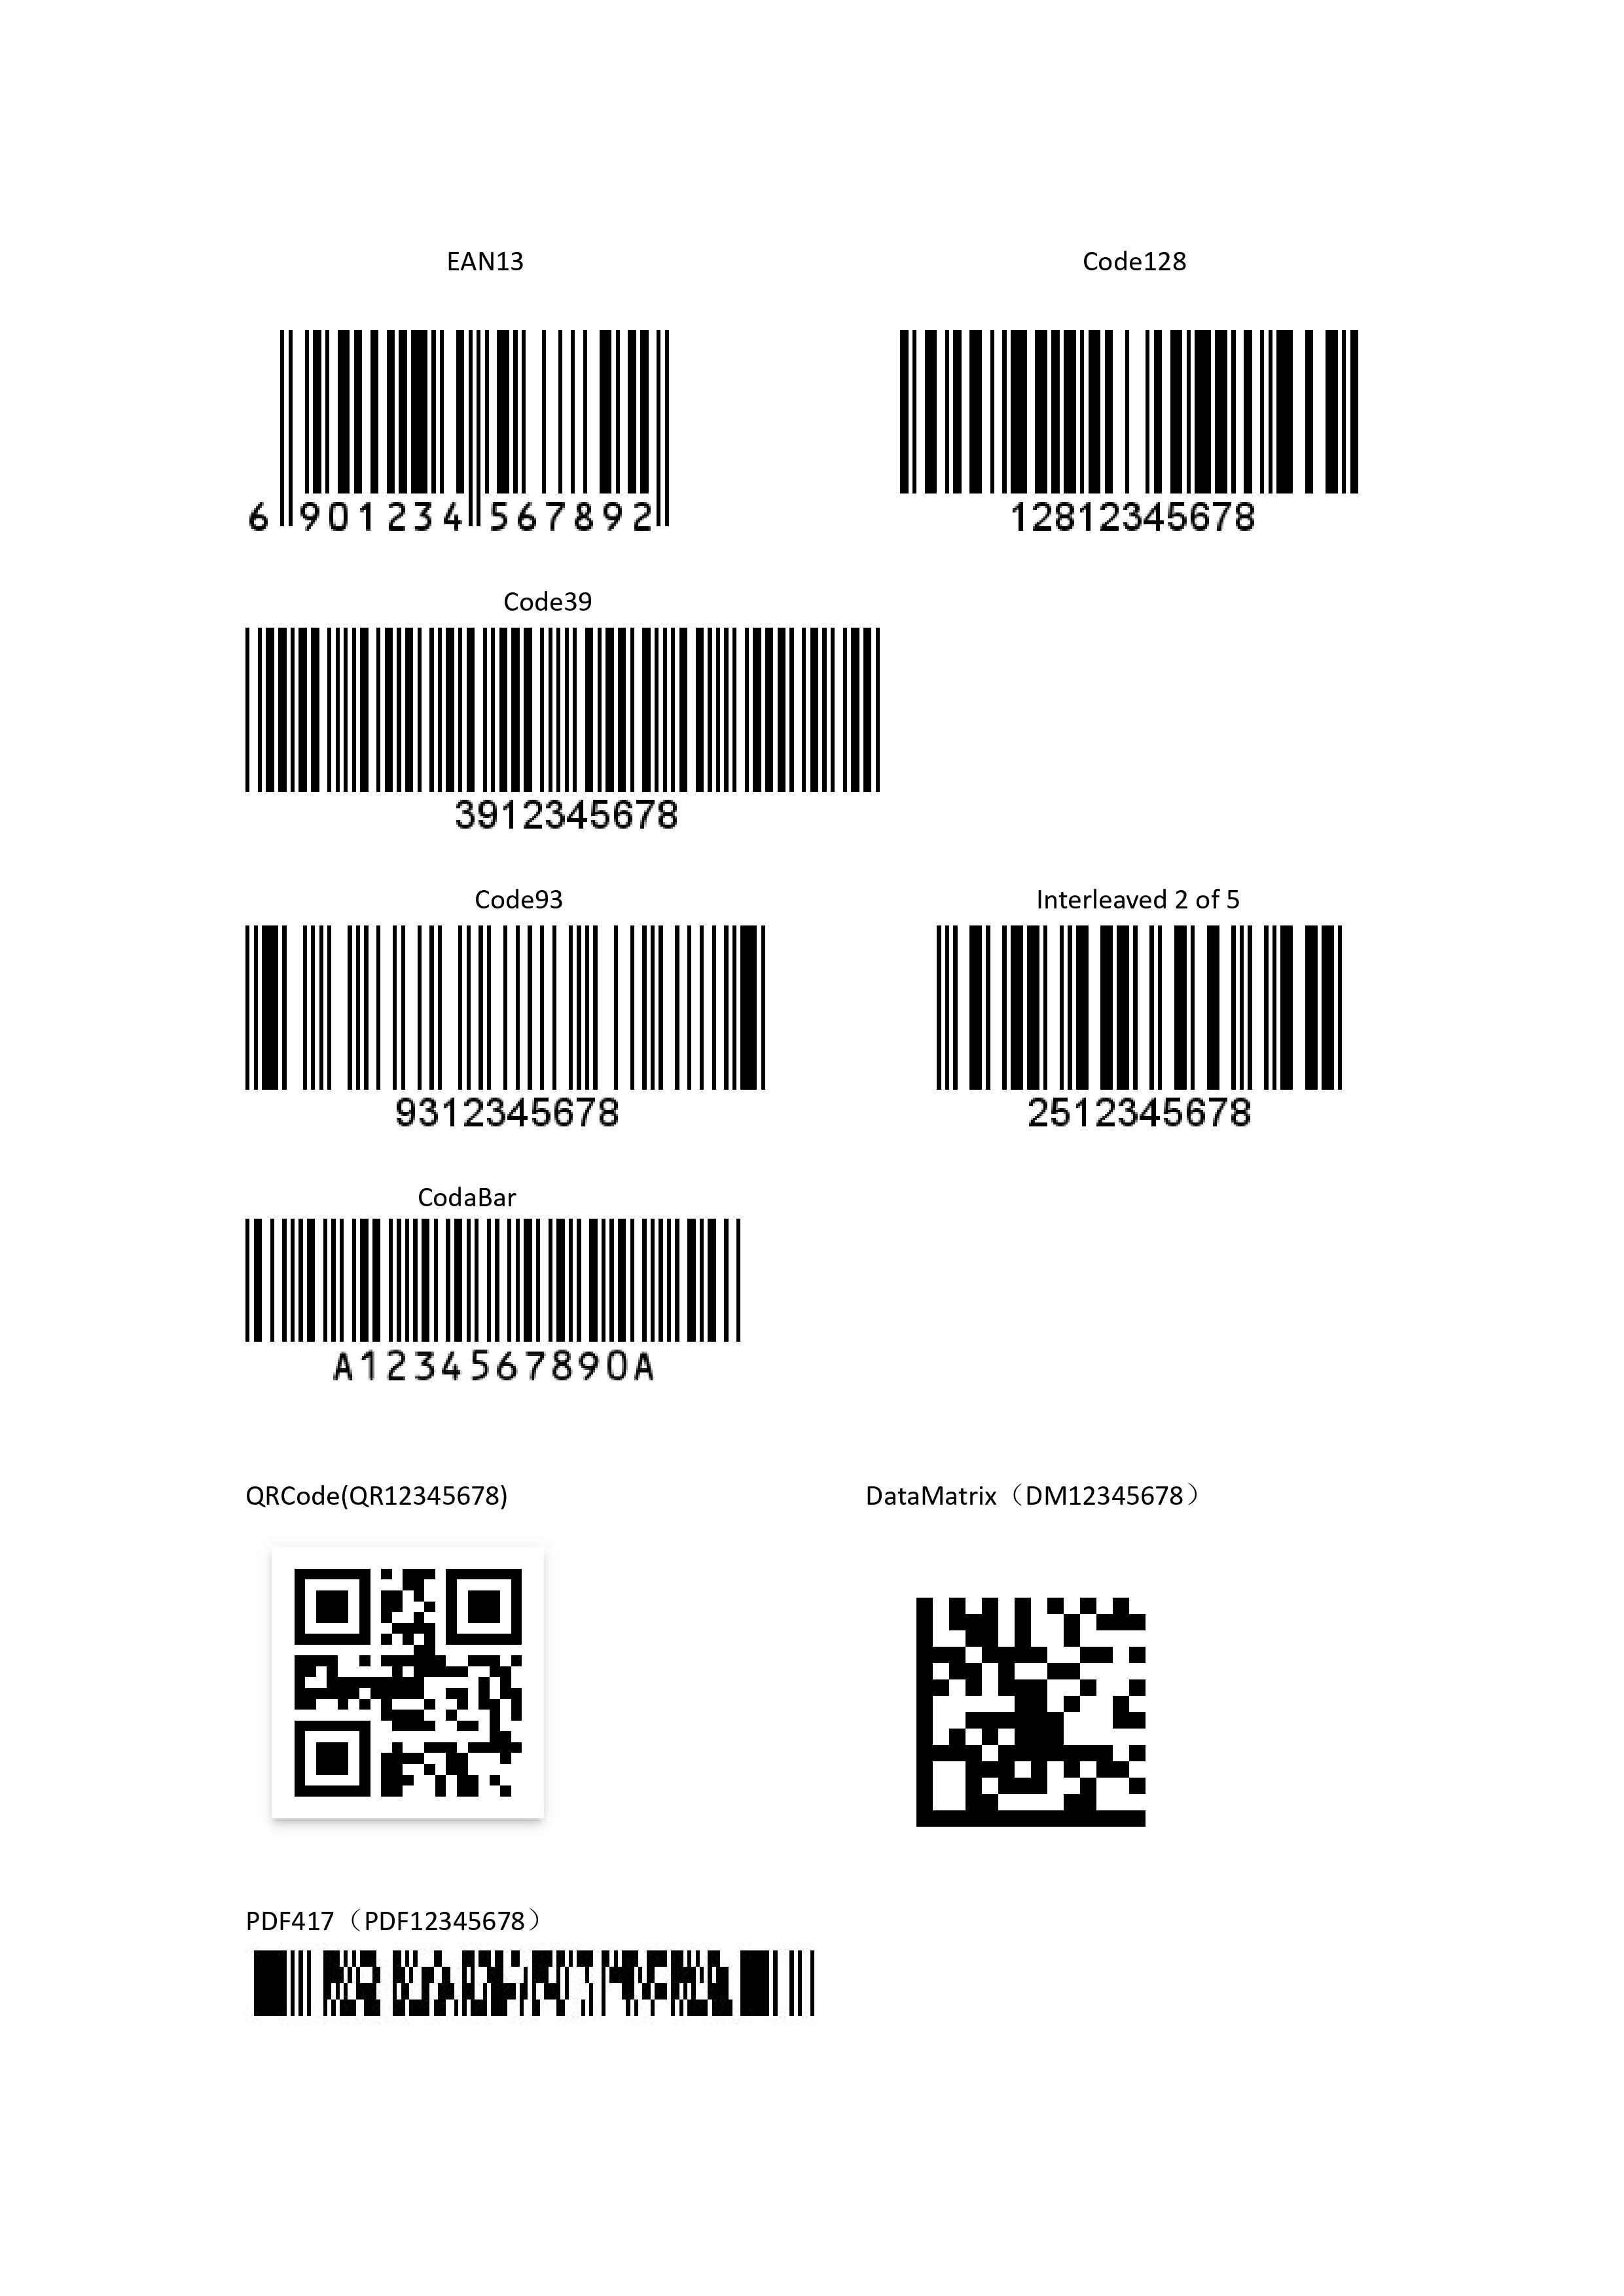 EAN13
Code128
6 901234 567892
12812345678
Code39
3912345678
Code93
Interleaved 2 of 5
9312345678
2512345678
CodaBar
A1234567890A
QRCode(QR12345678)
DataMatrix（DM12345678）
PDF417（PDF12345678）